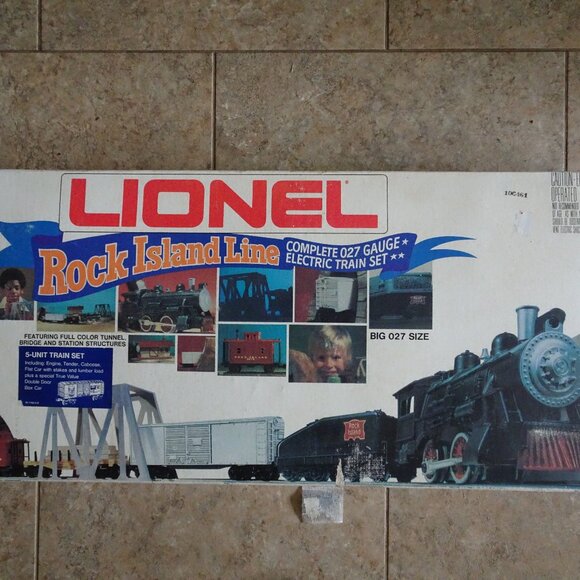 LIONEL
Rock Island Line
COMPLETE 027 GAUGE
ELECTRIC TRAIN SET
BIG 027 SIZE
FEATURING FULL COLOR TUNNEL,
BRIDGE AND STATION STRUCTURES
5-UNIT TRAIN SET
Including Engine, Tender, Caboose,
Flat Car with stakes and lumber load
plus a special True Value
Double Door
Box Car
OPERATED
ROCK
ISLAND